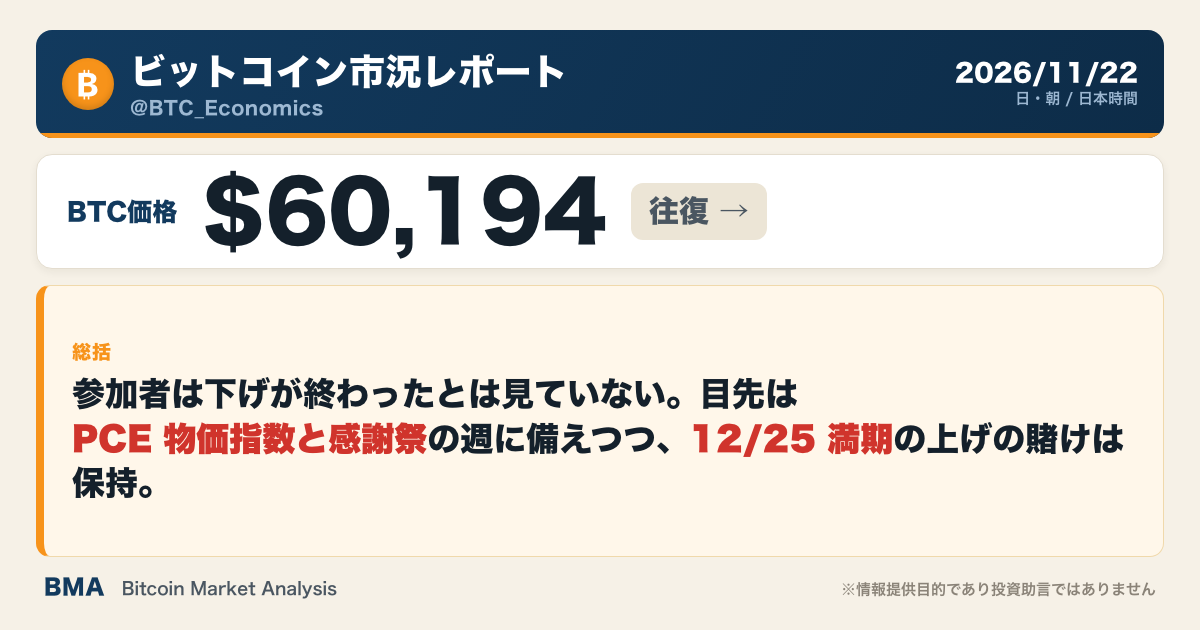 ビットコイン市況レポート
@BTC_Economics
2026/11/22
日・朝 / 日本時間
BTC価格 $60,194 往復 →
総括
参加者は下げが終わったとは見ていない。目先は
PCE 物価指数と感謝祭の週に備えつつ、12/25 満期の上げの賭けは
保持。
BMA Bitcoin Market Analysis
※情報提供目的であり投資助言ではありません